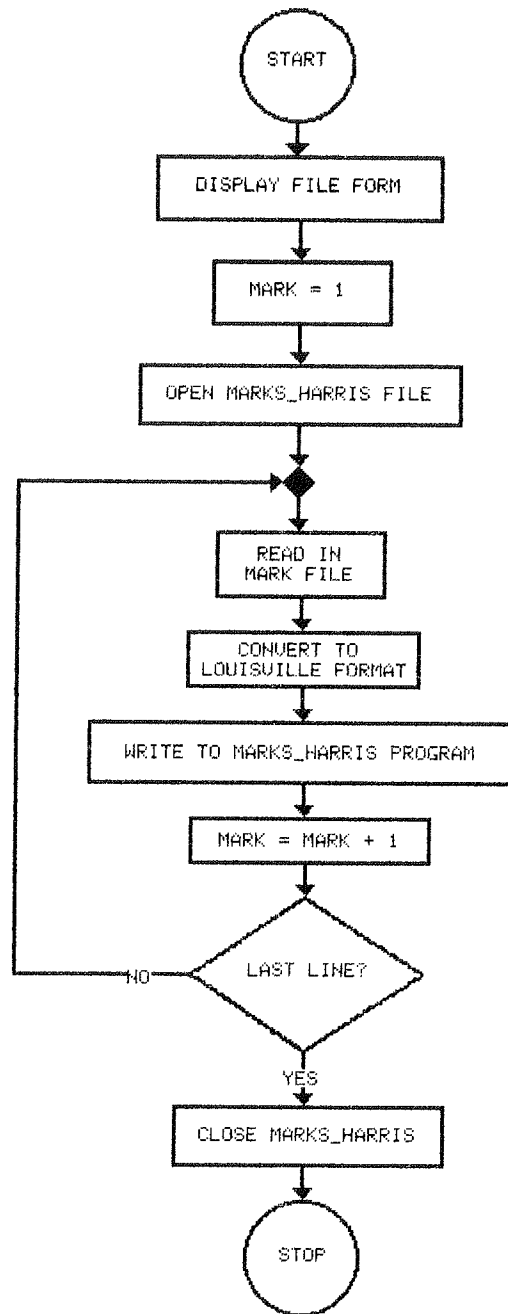 START
DISPLAY FILE FORM
MARK = 1
OPEN MARKS_HARRIS FILE
READ IN
MARK FILE
CONVERT TO
LOUISVILLE FORMAT
WRITE TO MARKS_HARRIS PROGRAM
MARK = MARK + 1
LAST LINE?
NO
YES
CLOSE MARKS_HARRIS
STOP